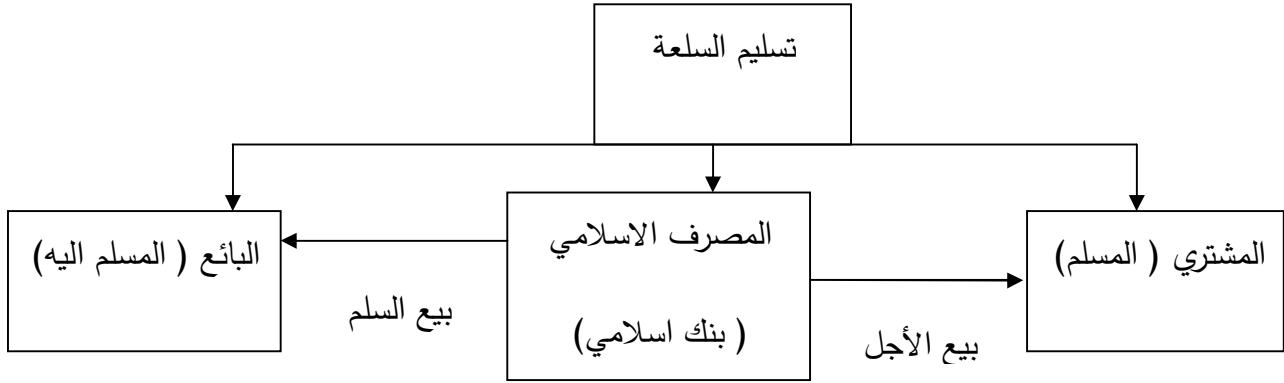 تسليم السلعة
المشتري ( المسلم)
المصرف الاسلامي
( بنك اسلامي)
البائع ( المسلم اليه)
بيع الأجل
بيع السلم